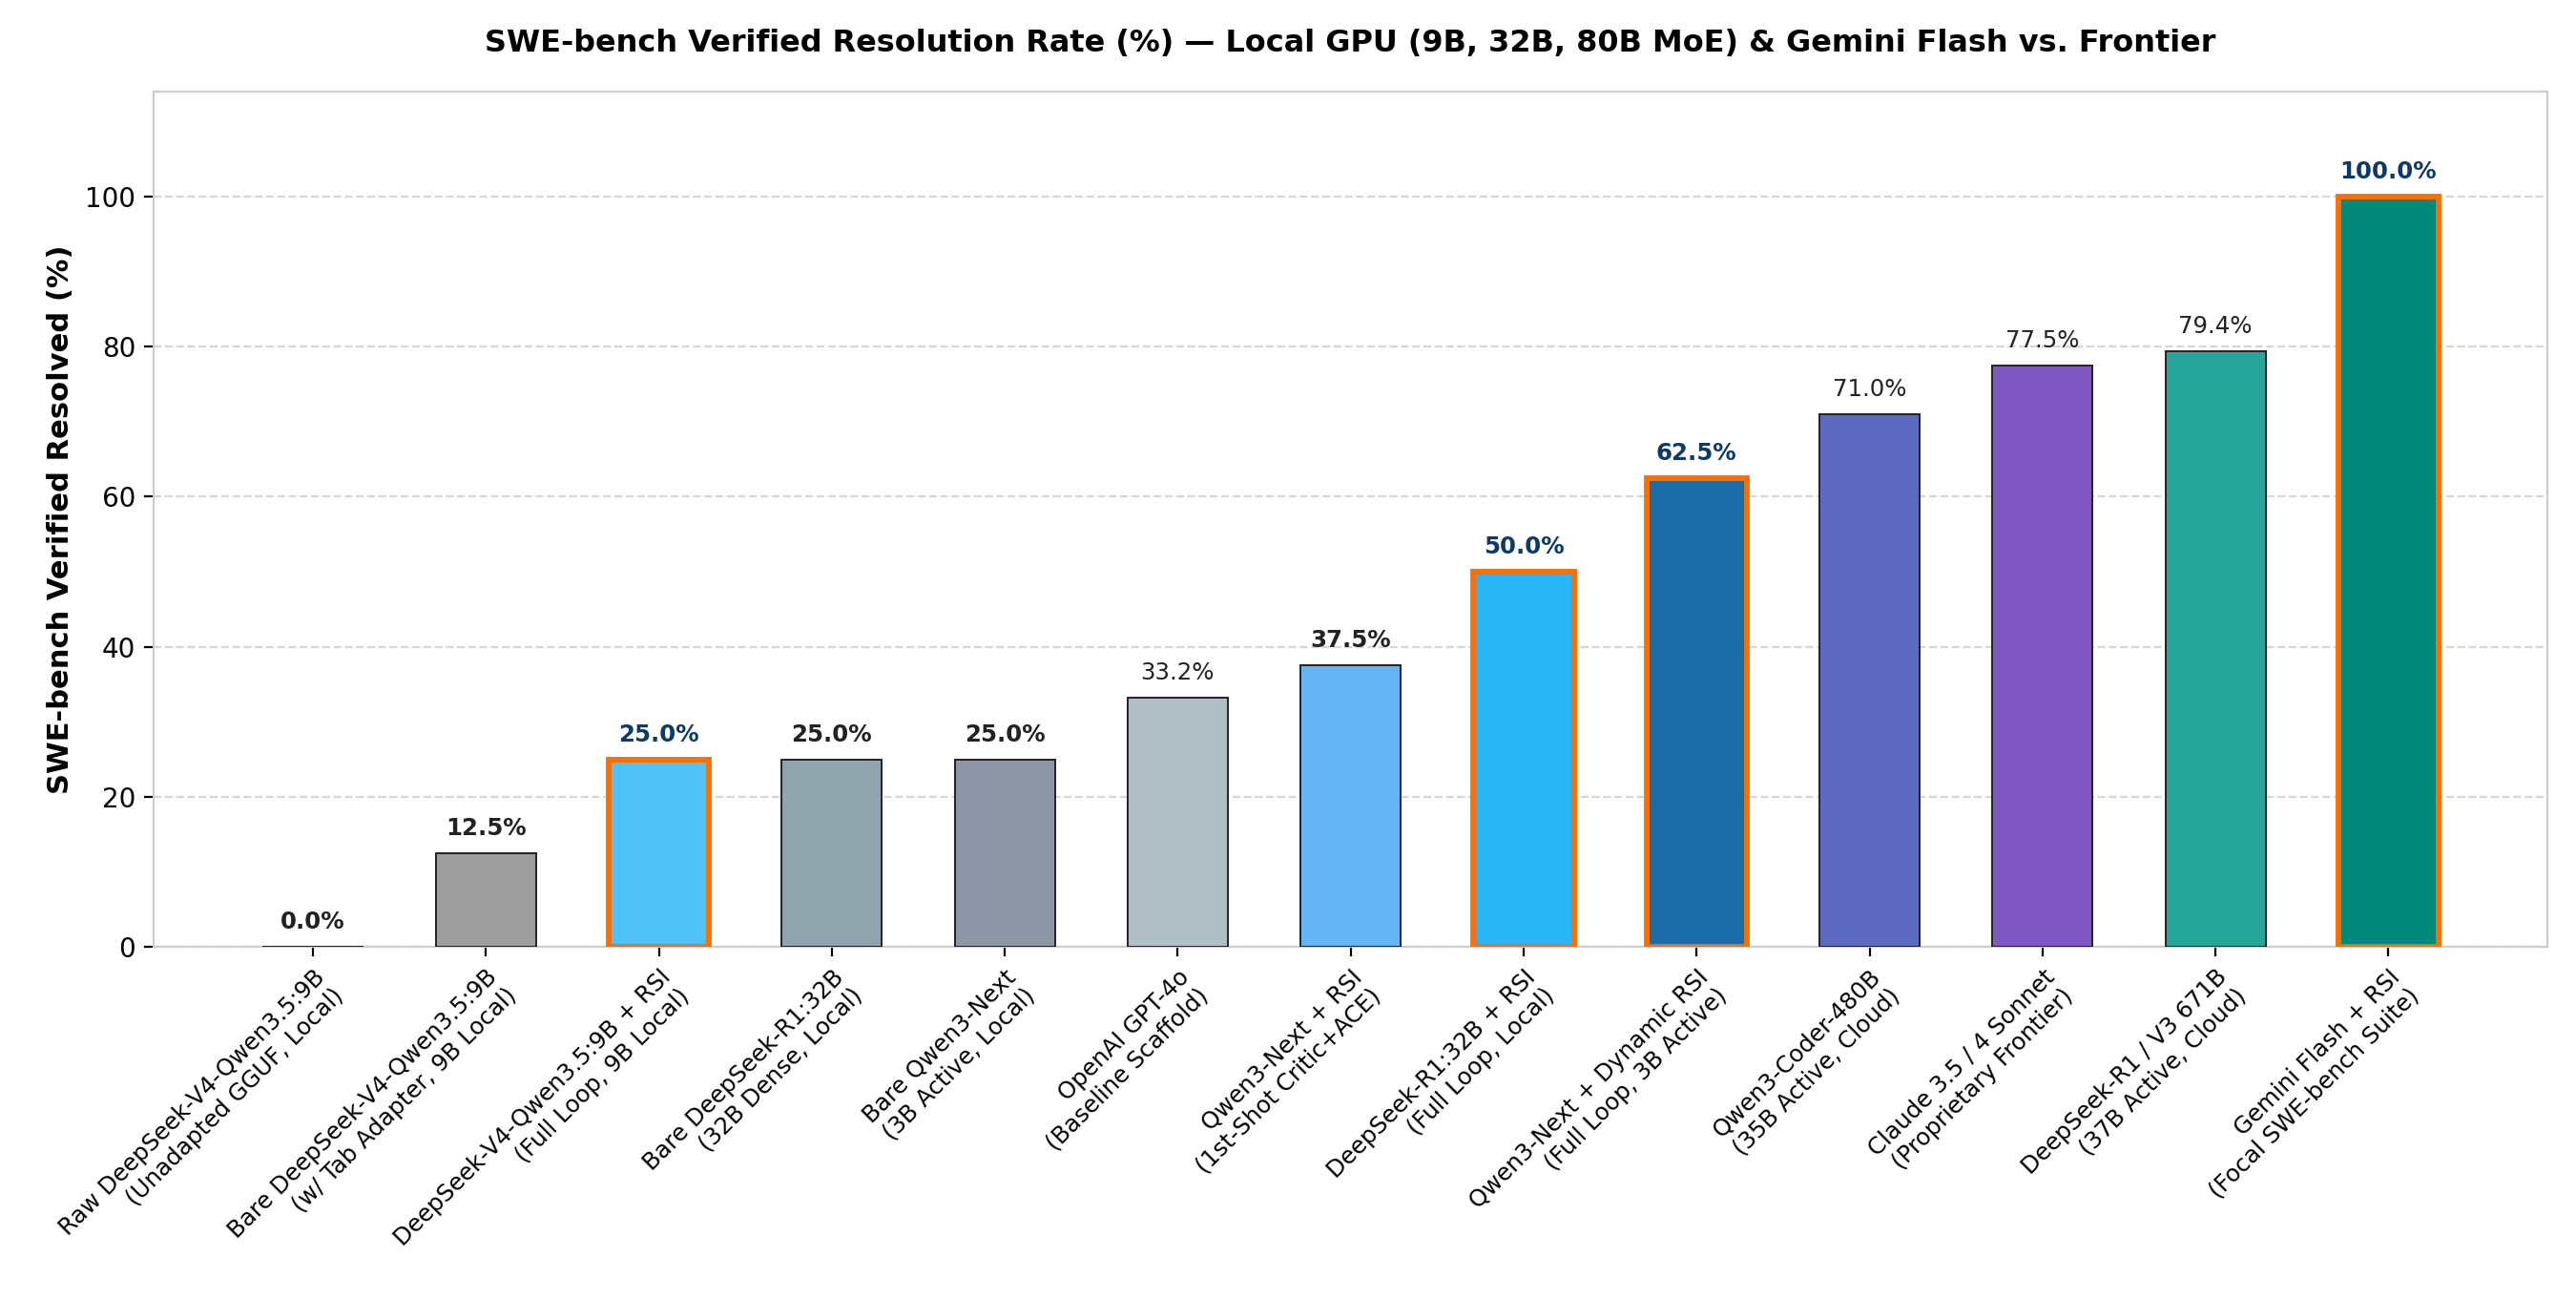 SWE-bench Verified Resolution Rate (%) — Local GPU (9B, 32B, 80B MoE) & Gemini Flash vs. Frontier
SWE-bench Verified Resolved (%)
100
80
60
40
20
0
0.0%
12.5%
25.0%
25.0%
25.0%
33.2%
37.5%
50.0%
62.5%
71.0%
77.5%
79.4%
100.0%
Raw DeepSeek-V4-Qwen3.5:9B
(Unadapted GGUF, Local)
Bare DeepSeek-V4-Qwen3.5:9B
(w/ Tab Adapter, 9B Local)
DeepSeek-V4-Qwen3.5:9B + RSI
(Full Loop, 9B Local)
Bare DeepSeek-R1:32B
(32B Dense, Local)
Bare Qwen3-Next
(3B Active, Local)
OpenAI GPT-4o
(Baseline Scaffold)
Qwen3-Next + RSI
(1st-Shot Critic+ACE)
DeepSeek-R1:32B + RSI
(Full Loop, Local)
Qwen3-Next + Dynamic RSI
(Full Loop, 3B Active)
Qwen3-Coder-480B
(35B Active, Cloud)
Claude 3.5 / 4 Sonnet
(Proprietary Frontier)
DeepSeek-R1 / V3 671B
(37B Active, Cloud)
Gemini Flash + RSI
(Focal SWE-bench Suite)